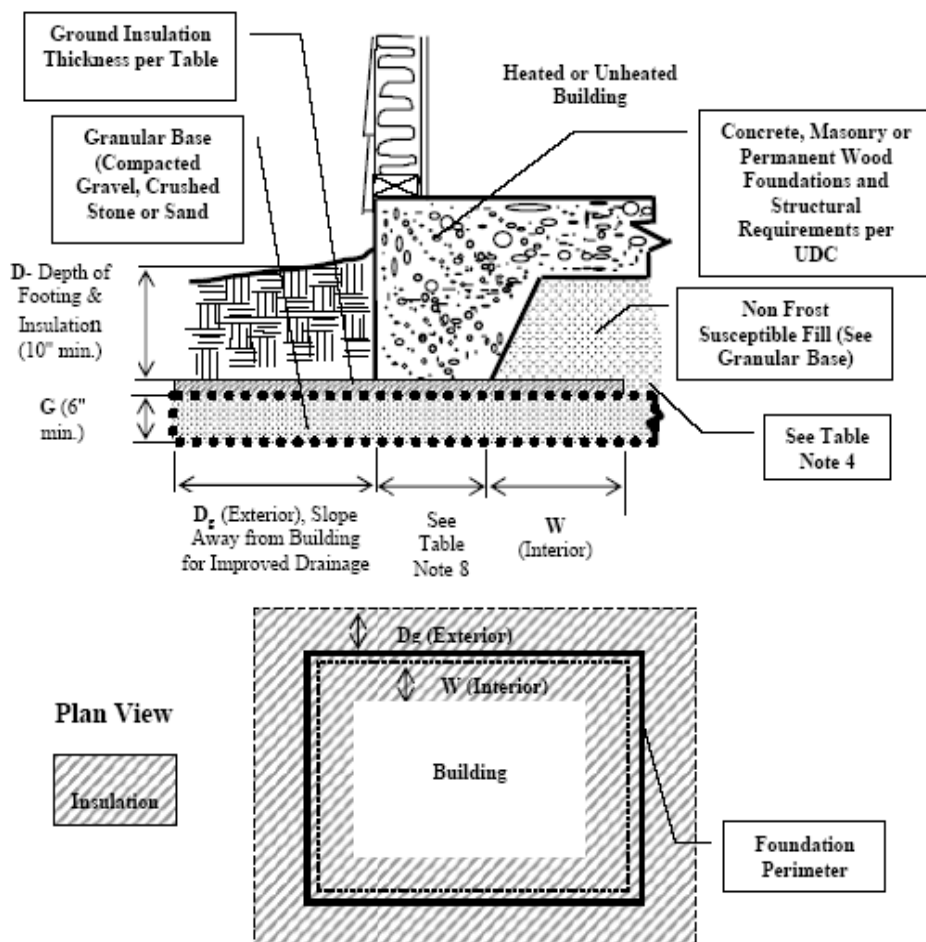 Ground Insulation
Thickness per Table
Granular Base
(Compacted
Gravel, Crushed
Stone or Sand
Heated or Unheated
Building
Concrete, Masonry or
Permanent Wood
Foundations and
Structural
Requirements per
UDC
D- Depth of
Footing &
Insulation
(10" min.)
Non Frost
Susceptible Fill (See
Granular Base)
G (6"
min.)
See Table
Note 4
Dg (Exterior), Slope
Away from Building
for Improved Drainage
See
Table
Note 8
W
(Interior)
Dg (Exterior)
W (Interior)
Plan View
Insulation
Building
Foundation
Perimeter